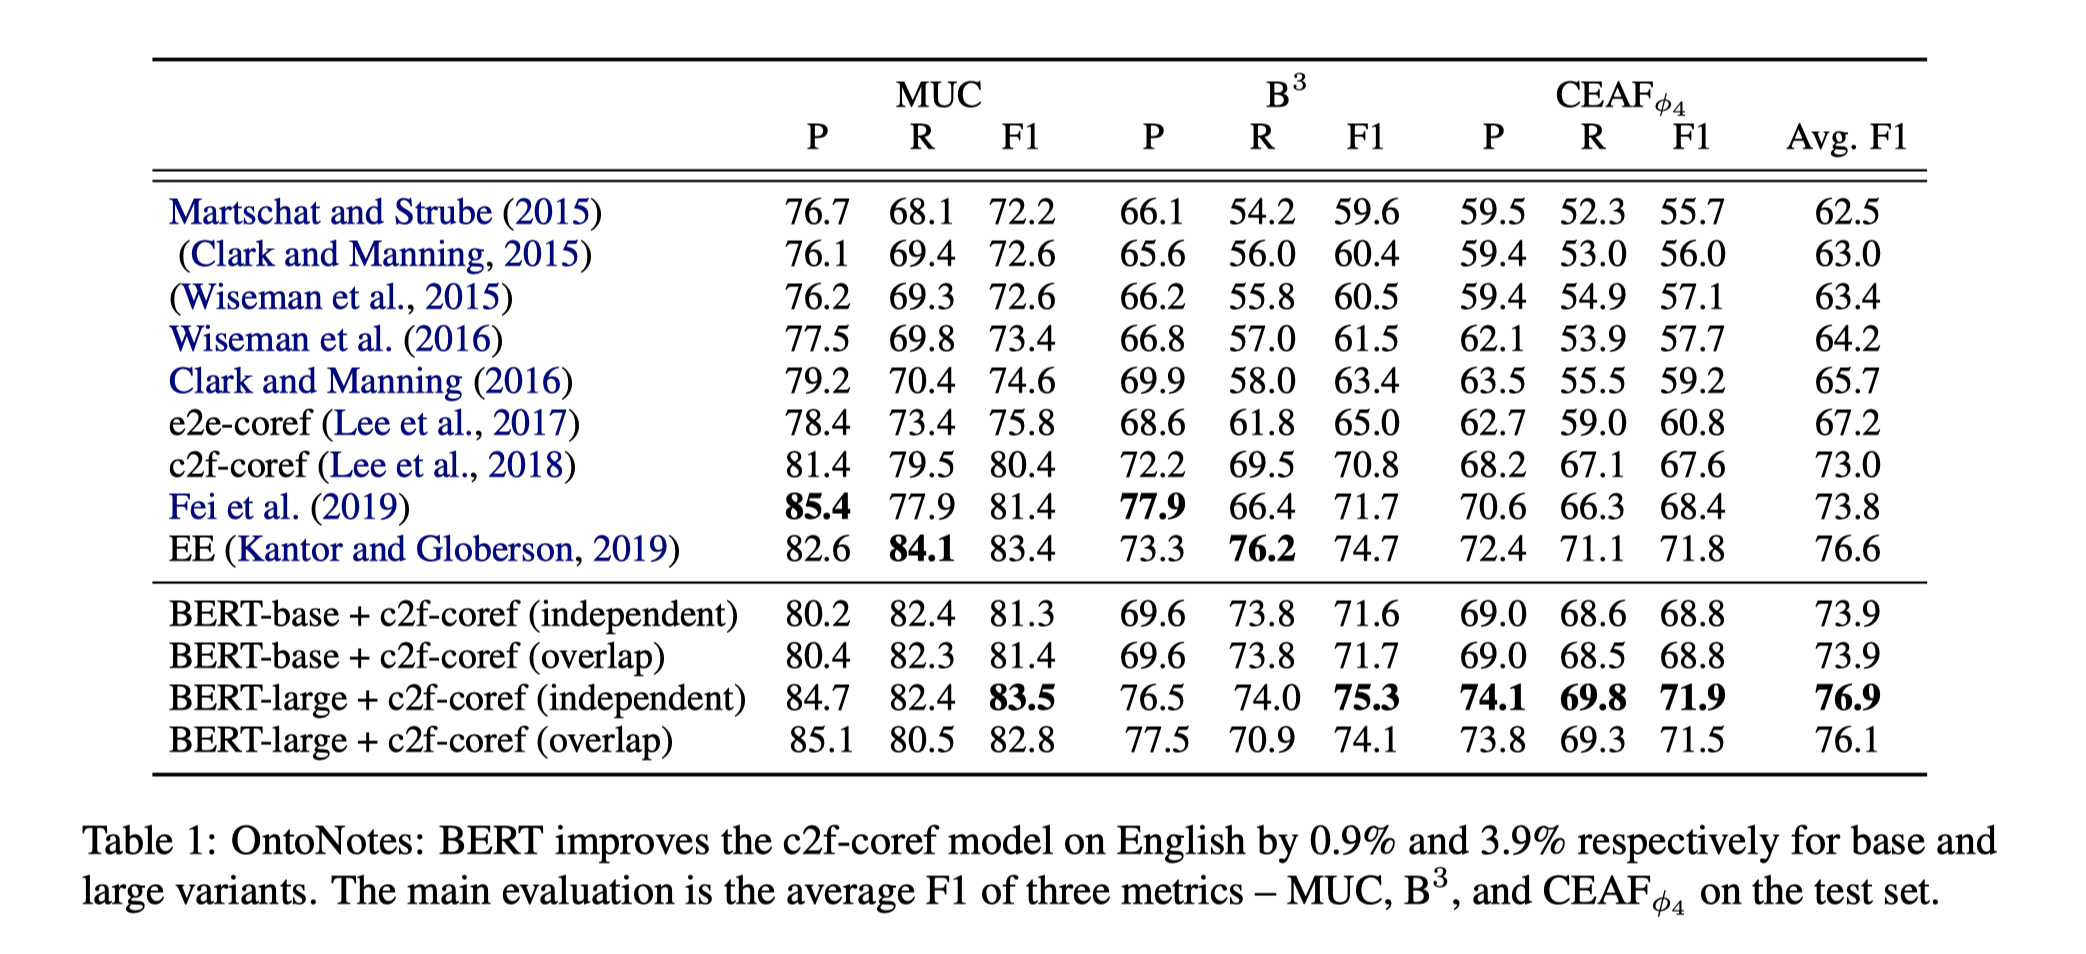 MUC B³ CEAFϕ4
P R F1 P R F1 P R F1 Avg. F1
Martschat and Strube (2015) 76.7 68.1 72.2 66.1 54.2 59.6 59.5 52.3 55.7 62.5
(Clark and Manning, 2015) 76.1 69.4 72.6 65.6 56.0 60.4 59.4 53.0 56.0 63.0
(Wiseman et al., 2015) 76.2 69.3 72.6 66.2 55.8 60.5 59.4 54.9 57.1 63.4
Wiseman et al. (2016) 77.5 69.8 73.4 66.8 57.0 61.5 62.1 53.9 57.7 64.2
Clark and Manning (2016) 79.2 70.4 74.6 69.9 58.0 63.4 63.5 55.5 59.2 65.7
e2e-coref (Lee et al., 2017) 78.4 73.4 75.8 68.6 61.8 65.0 62.7 59.0 60.8 67.2
c2f-coref (Lee et al., 2018) 81.4 79.5 80.4 72.2 69.5 70.8 68.2 67.1 67.6 73.0
Fei et al. (2019) 85.4 77.9 81.4 77.9 66.4 71.7 70.6 66.3 68.4 73.8
EE (Kantor and Globerson, 2019) 82.6 84.1 83.4 73.3 76.2 74.7 72.4 71.1 71.8 76.6
BERT-base + c2f-coref (independent) 80.2 82.4 81.3 69.6 73.8 71.6 69.0 68.6 68.8 73.9
BERT-base + c2f-coref (overlap) 80.4 82.3 81.4 69.6 73.8 71.7 69.0 68.5 68.8 73.9
BERT-large + c2f-coref (independent) 84.7 82.4 83.5 76.5 74.0 75.3 74.1 69.8 71.9 76.9
BERT-large + c2f-coref (overlap) 85.1 80.5 82.8 77.5 70.9 74.1 73.8 69.3 71.5 76.1
Table 1: OntoNotes: BERT improves the c2f-coref model on English by 0.9% and 3.9% respectively for base and
large variants. The main evaluation is the average F1 of three metrics – MUC, B³, and CEAFϕ4 on the test set.